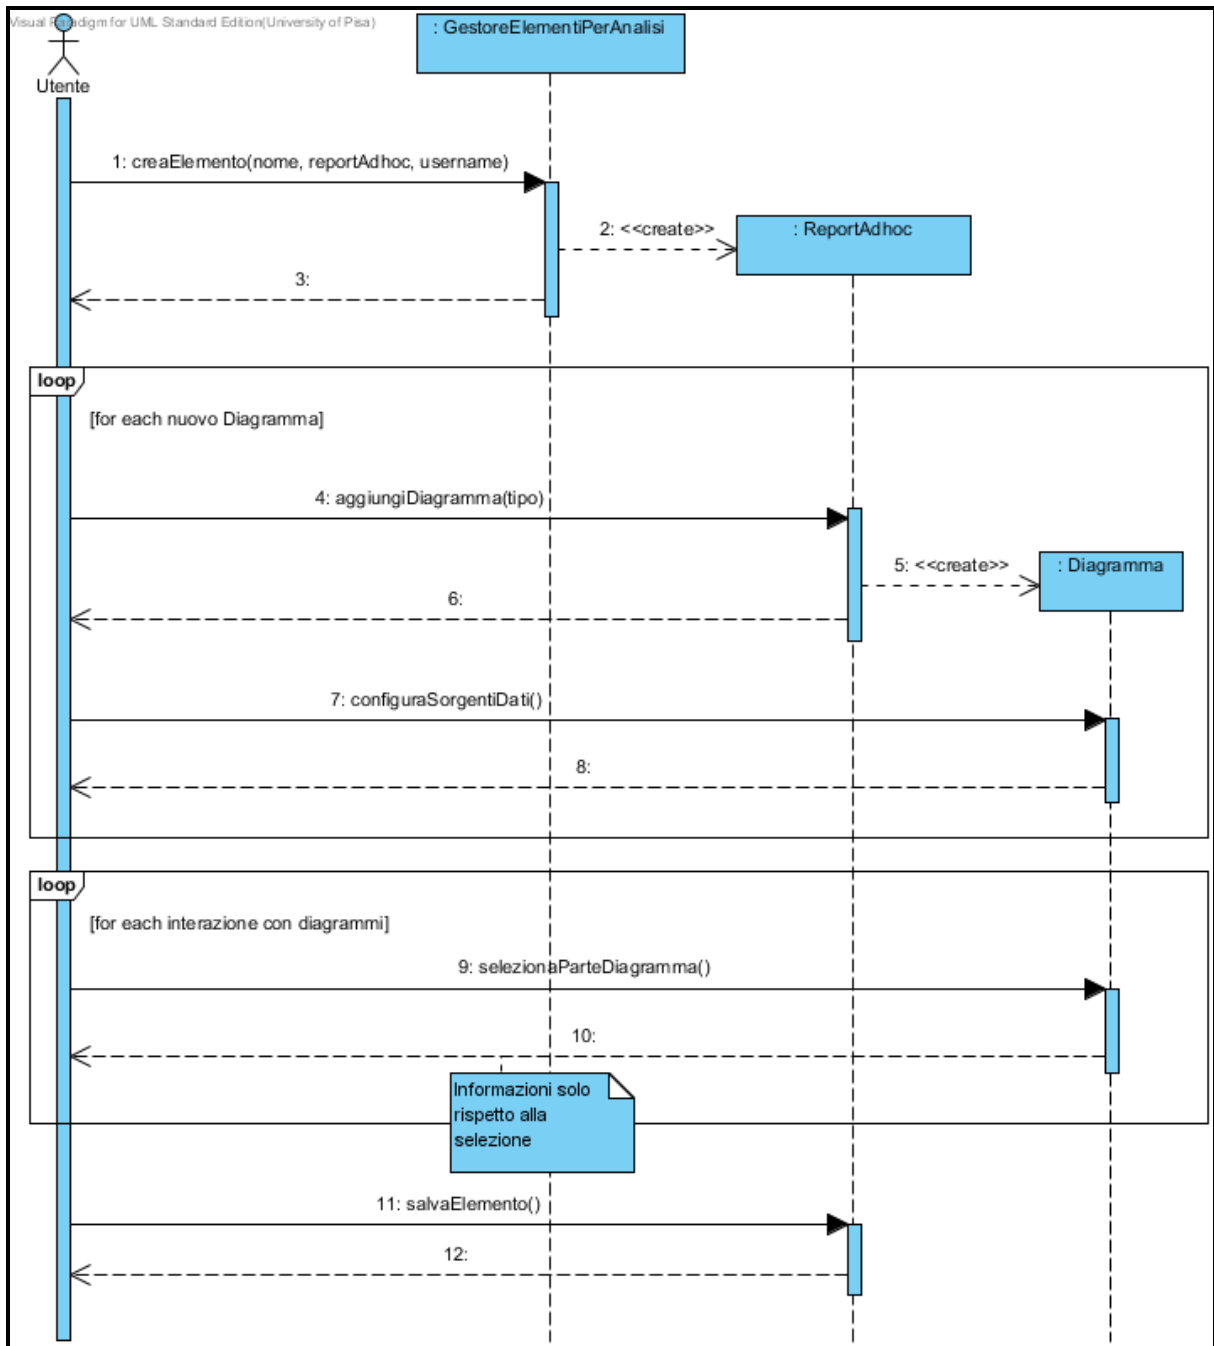 Visual Paradigm for UML Standard Edition(University of Pisa)
: GestoreElementiPerAnalisi
Utente
1: creaElemento(nome, reportAdhoc, username)
2: <<create>>
: ReportAdhoc
3:
loop
[for each nuovo Diagramma]
4: aggiungiDiagramma(tipo)
5: <<create>>
: Diagramma
6:
7: configuraSorgentiDati()
8:
loop
[for each interazione con diagrammi]
9: selezionaParteDiagramma()
10:
Informazioni solo
rispetto alla
selezione
11: salvaElemento()
12: